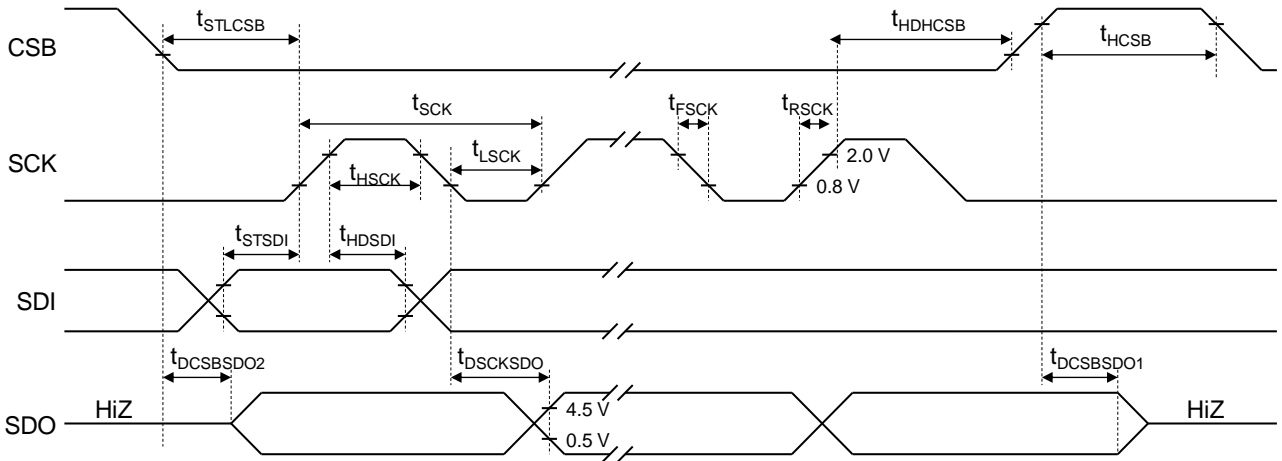 CSB
tSTLCSB
tHDHCSB
tHCSB
SCK
tSCK
tFSCK
tRSCK
tHSCK
tLSCK
2.0 V
0.8 V
SDI
tSTSDI
tHDSDI
SDO
HiZ
tDCSBSDO2
tDSCKSDO
4.5 V
0.5 V
tDCSBSDO1
HiZ